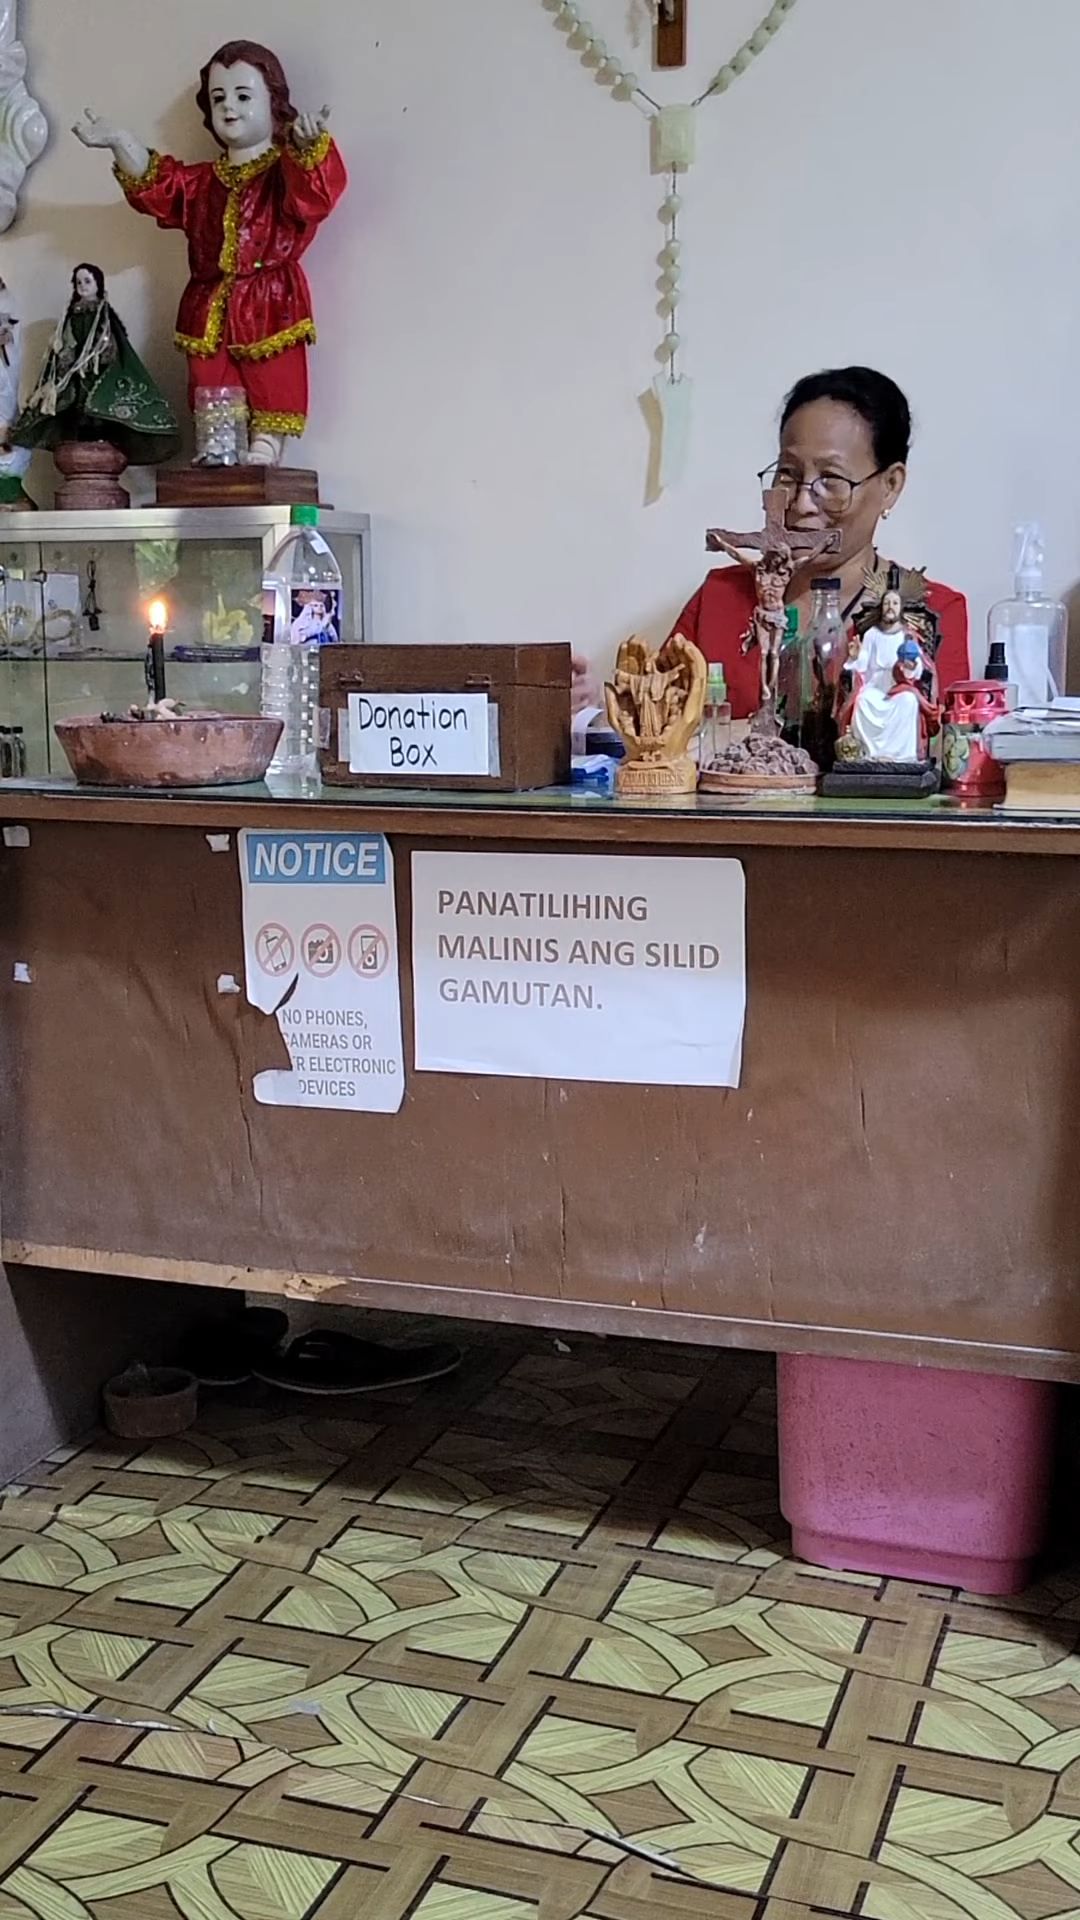 Donation
Box
NOTICE
NO PHONES,
CAMERAS OR
ELECTRONIC
DEVICES
PANATILIHING
MALINIS ANG SILID
GAMUTAN.